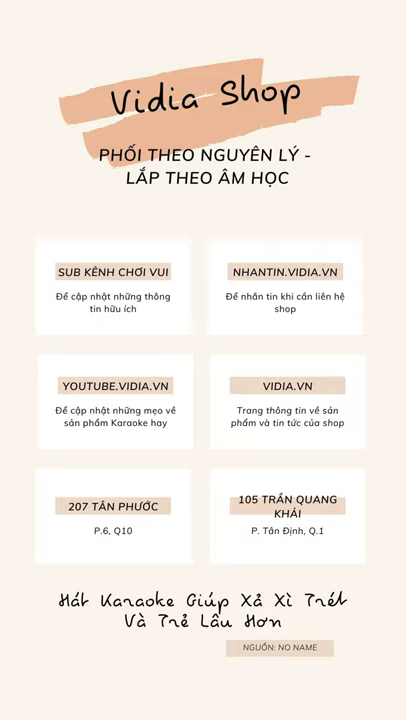 Vidia Shop
PHỐI THEO NGUYÊN LÝ -
LẮP THEO ÂM HỌC
SUB KÊNH CHƠI VUI
Để cập nhật những thông
tin hữu ích
NHANTIN.VIDIA.VN
Để nhắn tin khi cần liên hệ
shop
YOUTUBE.VIDIA.VN
Để cập nhật những mẹo về
sản phẩm Karaoke hay
VIDIA.VN
Trang thông tin về sản
phẩm và tin tức của shop
207 TÂN PHƯỚC
P.6, Q10
105 TRẦN QUANG
KHẢI
P. Tân Định, Q.1
Hát Karaoke Giúp Xả Xì Trét
Và Trẻ Lâu Hơn
NGUỒN: NO NAME